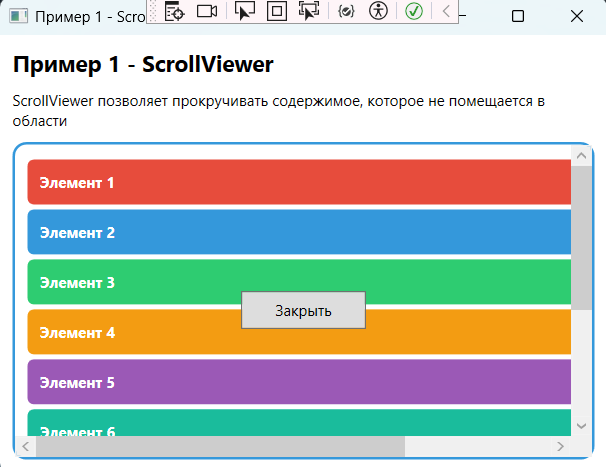 Пример 1 - Scro
Пример 1 - ScrollViewer
ScrollViewer позволяет прокручивать содержимое, которое не помещается в
области
Элемент 1
Элемент 2
Элемент 3
Закрыть
Элемент 4
Элемент 5
Элемент 6